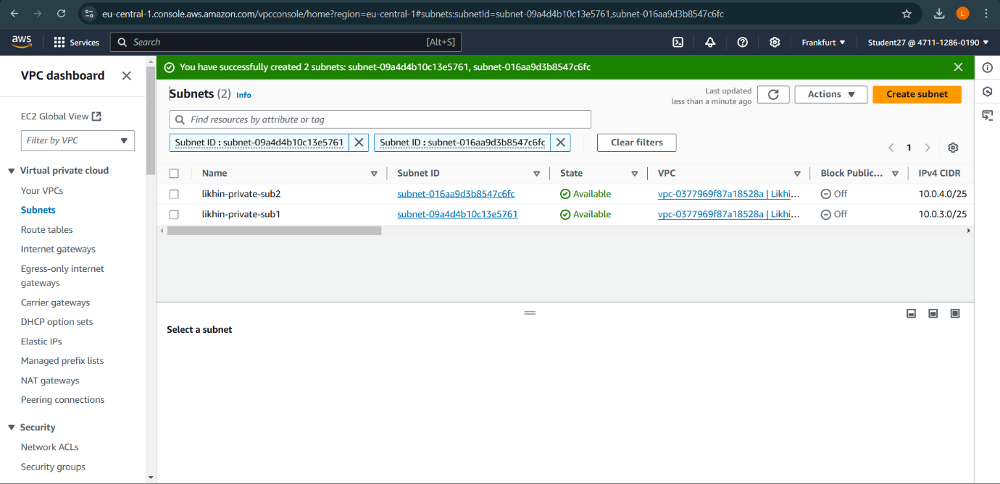 eu-central-1.console.aws.amazon.com/vpcconsole/home?region=eu-central-1#subnets:subnetId=subnet-09a4d4b10c13e5761,subnet-016aa9d3b8547c6fc
L
aws
Services
Search
[Alt+S]
Frankfurt
Student27 @ 4711-1286-0190
VPC dashboard
EC2 Global View
Filter by VPC
Virtual private cloud
Your VPCs
Subnets
Route tables
Internet gateways
Egress-only internet
gateways
Carrier gateways
DHCP option sets
Elastic IPs
Managed prefix lists
NAT gateways
Peering connections
Security
Network ACLs
Security groups
You have successfully created 2 subnets: subnet-09a4d4b10c13e5761, subnet-016aa9d3b8547c6fc
Subnets (2) Info
Last updated
less than a minute ago
Actions
Create subnet
Find resources by attribute or tag
Subnet ID : subnet-09a4d4b10c13e5761
Subnet ID : subnet-016aa9d3b8547c6fc
Clear filters
1
Name Subnet ID State VPC Block Public... IPv4 CIDR
likhin-private-sub2 subnet-016aa9d3b8547c6fc Available vpc-0377969f87a18528a | Likhi... Off 10.0.4.0/25
likhin-private-sub1 subnet-09a4d4b10c13e5761 Available vpc-0377969f87a18528a | Likhi... Off 10.0.3.0/25
Select a subnet